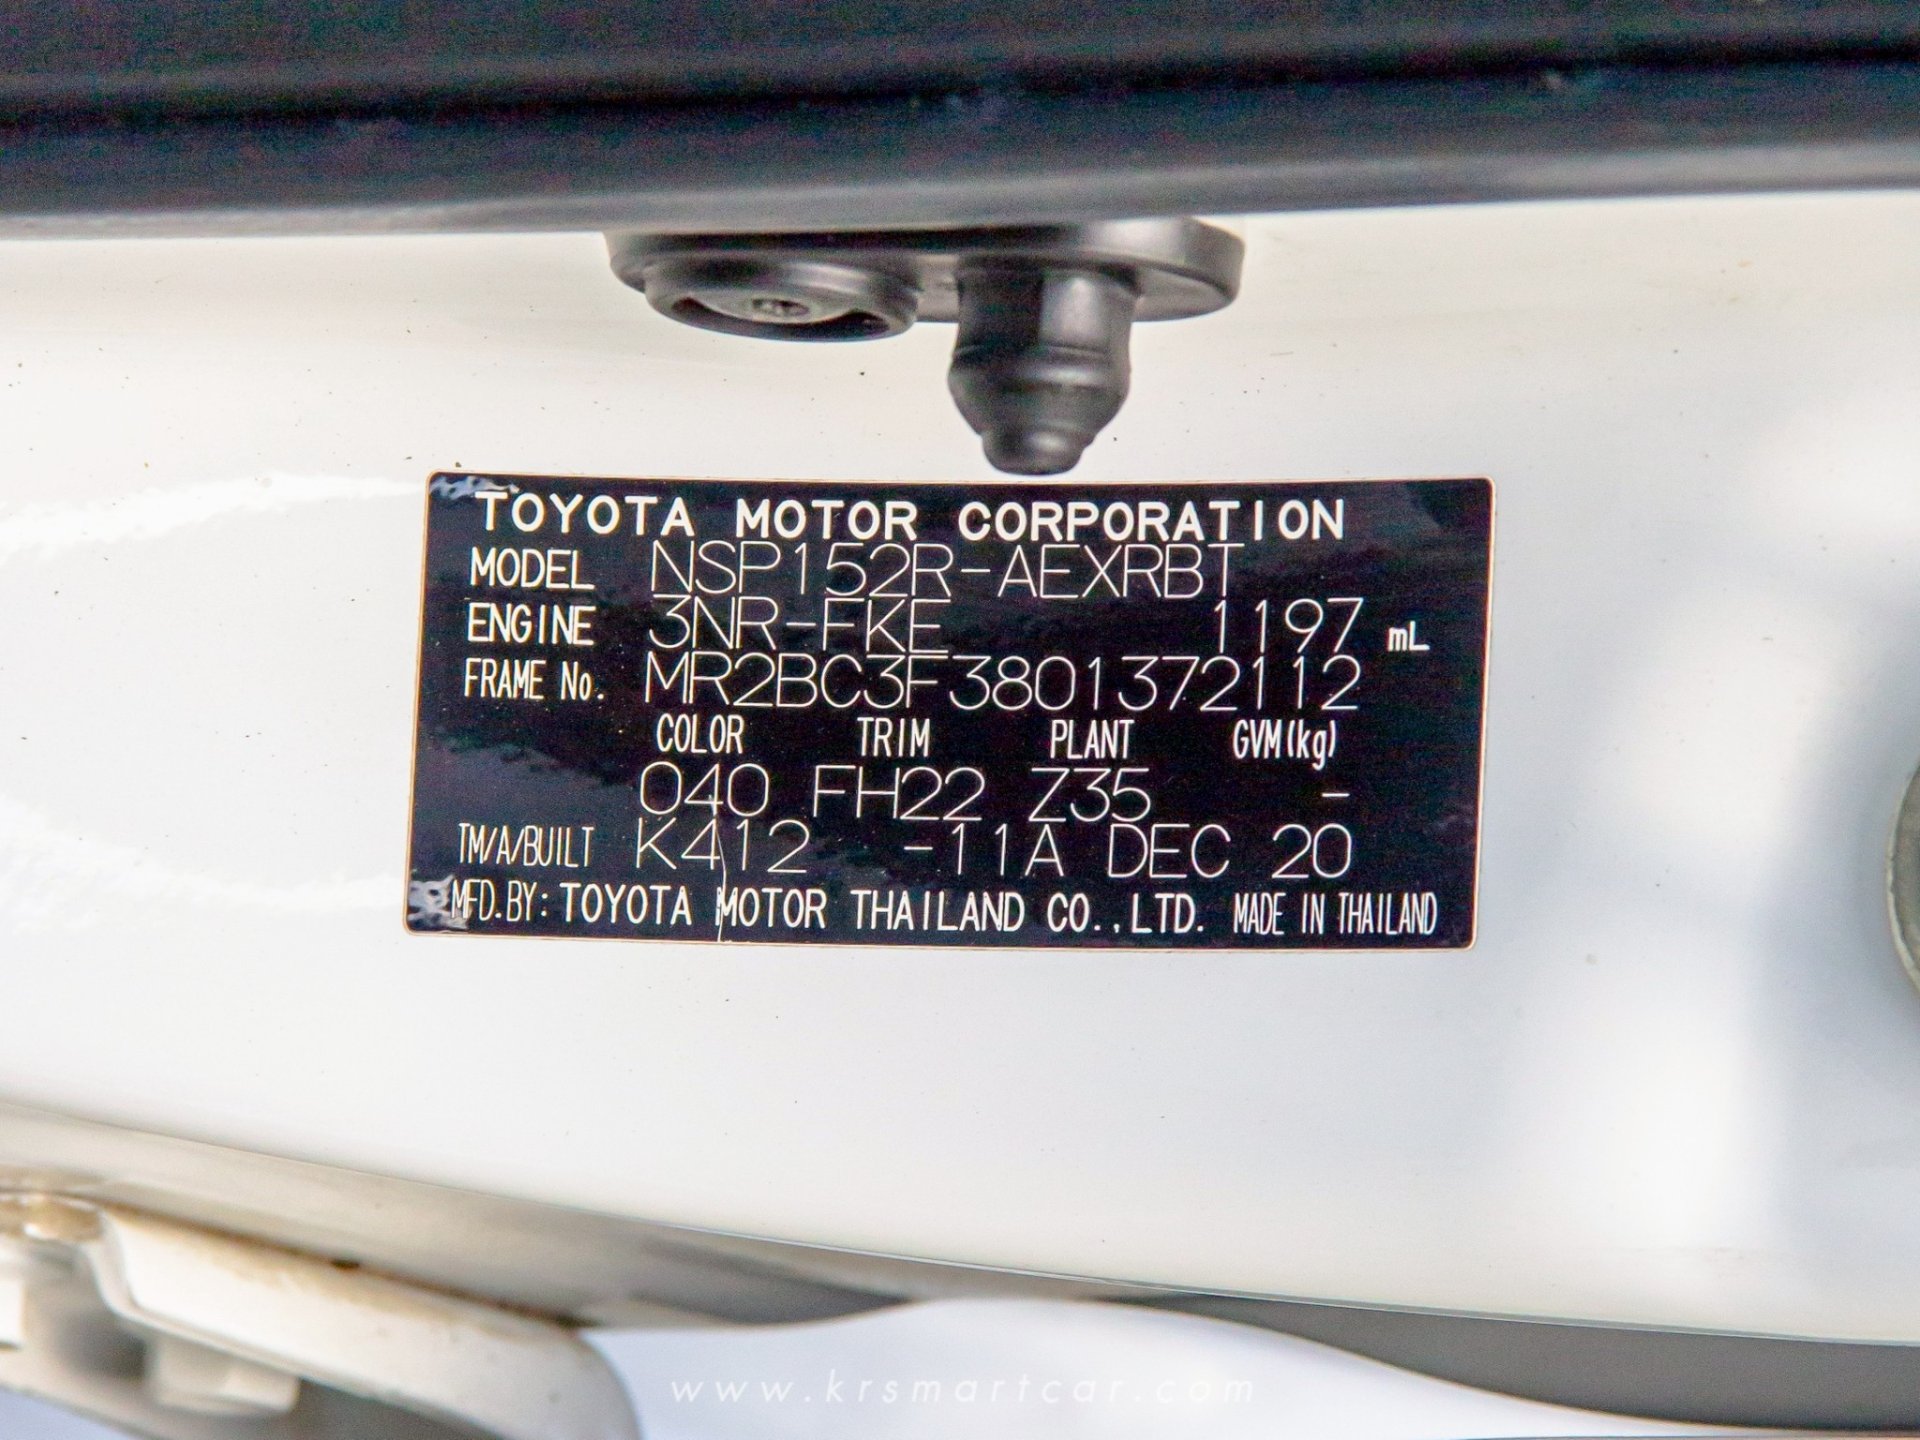 TOYOTA MOTOR CORPORATION
MODEL NSP152R-AEXRBT
ENGINE 3NR-FKE 1197 mL
FRAME No. MR2BC3F3801372112
COLOR TRIM PLANT GVM(kg)
040 FH22 Z35 -
TM/A/BUILT K412 -11A DEC 20
MFD.BY: TOYOTA MOTOR THAILAND CO.,LTD. MADE IN THAILAND
www.krsmartcar.com